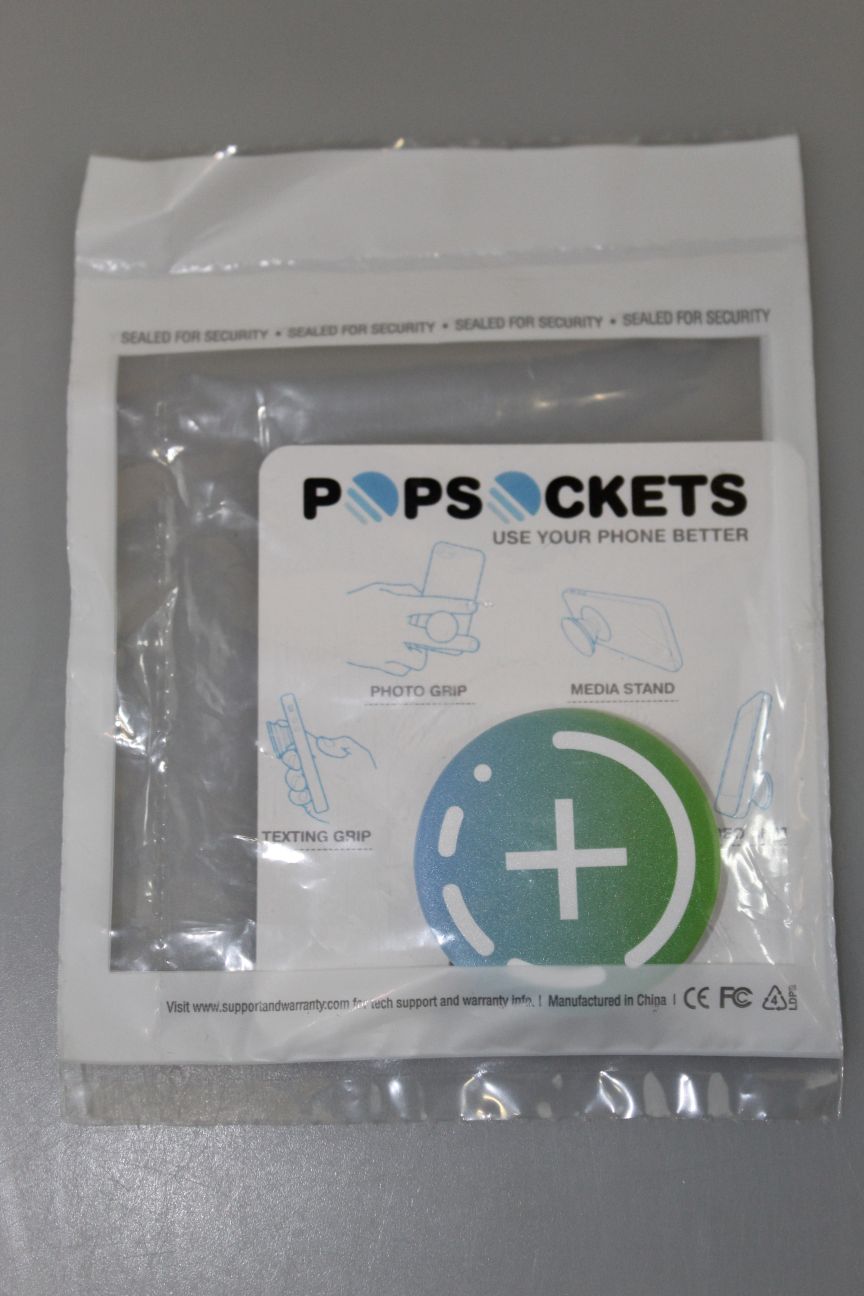 SEALED FOR SECURITY • SEALED FOR SECURITY • SEALED FOR SECURITY • SEALED FOR SECURITY
POPSOCKETS
USE YOUR PHONE BETTER
PHOTO GRIP
MEDIA STAND
TEXTING GRIP
Visit www.supportandwarranty.com for tech support and warranty info. | Manufactured in China | CE FC 4 LDPE